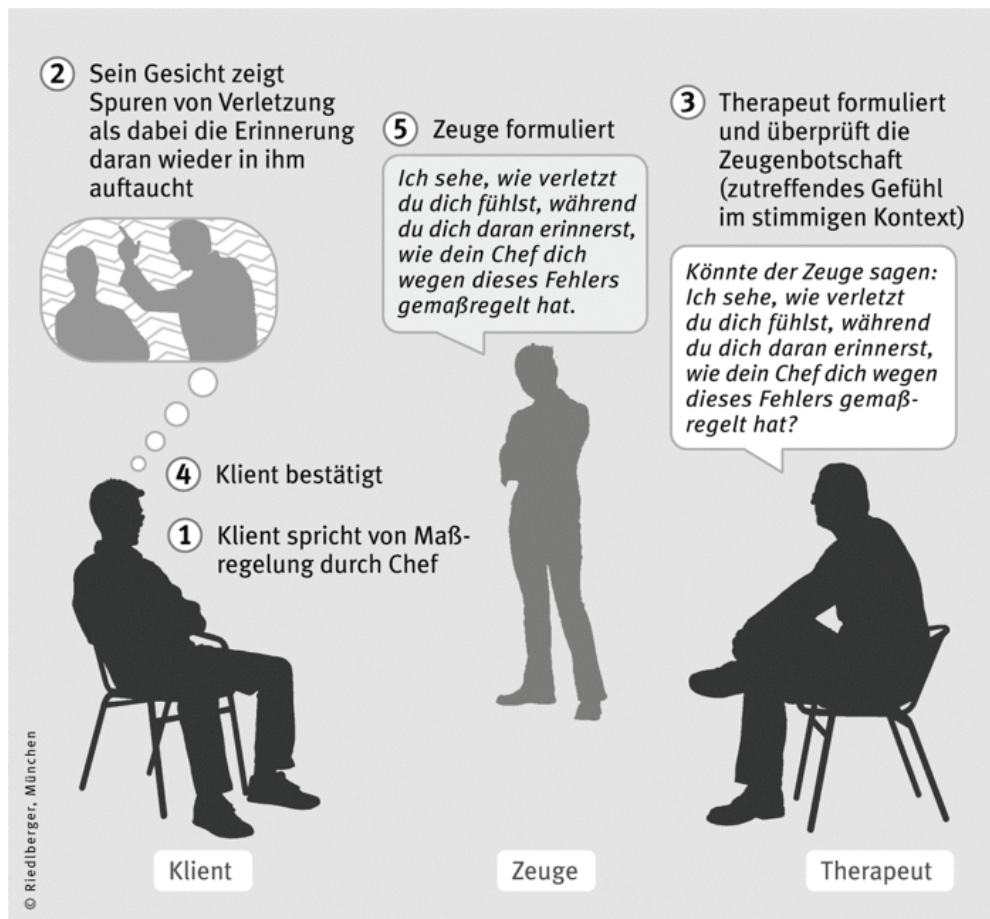 2 Sein Gesicht zeigt
Spuren von Verletzung
als dabei die Erinnerung
daran wieder in ihm
auftaucht
5 Zeuge formuliert
Ich sehe, wie verletzt
du dich fühlst, während
du dich daran erinnerst,
wie dein Chef dich
wegen dieses Fehlers
gemaßregelt hat.
3 Therapeut formuliert
und überprüft die
Zeugenbotschaft
(zutreffendes Gefühl
im stimmigen Kontext)
Könnte der Zeuge sagen:
Ich sehe, wie verletzt
du dich fühlst, während
du dich daran erinnerst,
wie dein Chef dich wegen
dieses Fehlers gemaß-
regelt hat?
4 Klient bestätigt
1 Klient spricht von Maß-
regelung durch Chef
Klient
Zeuge
Therapeut
© Riedlberger, München